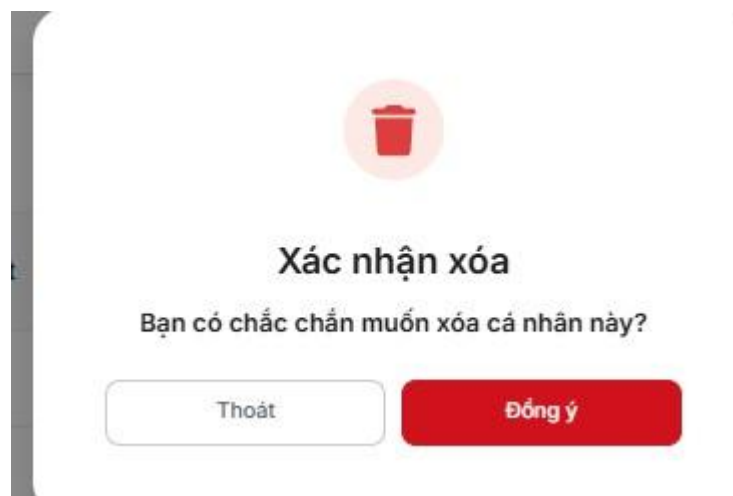 Xác nhận xóa
Bạn có chắc chắn muốn xóa cá nhân này?
Thoát
Đồng ý